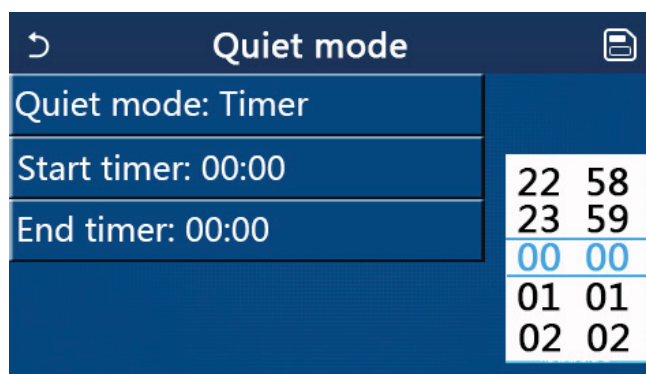 Quiet mode
Quiet mode: Timer
Start timer: 00:00
End timer: 00:00
22 58
23 59
00 00
01 01
02 02